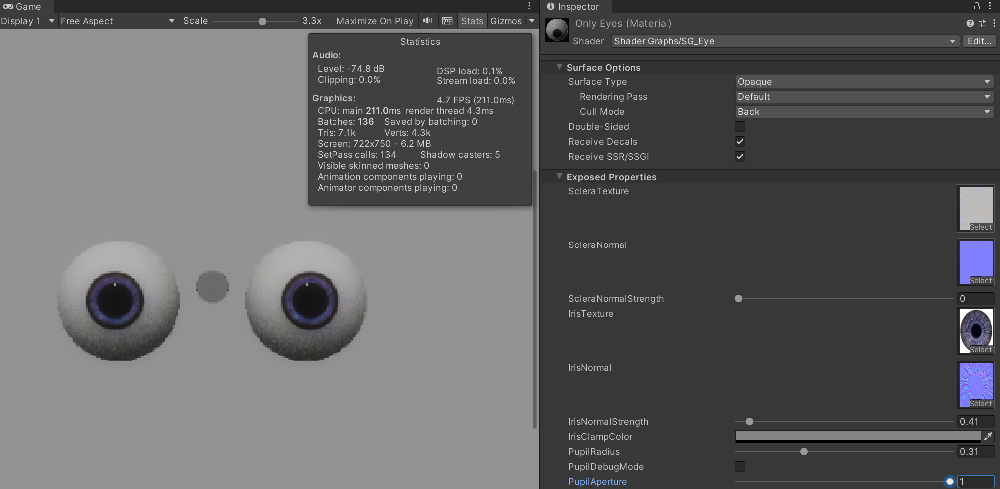 Game
Display 1
Free Aspect
Scale
3.3x
Maximize On Play
Stats
Gizmos
Statistics
Audio:
Level: -74.8 dB
DSP load: 0.1%
Clipping: 0.0%
Stream load: 0.0%
Graphics:
4.7 FPS (211.0ms)
CPU: main 211.0ms render thread 4.3ms
Batches: 136 Saved by batching: 0
Tris: 7.1k Verts: 4.3k
Screen: 722x750 - 6.2 MB
SetPass calls: 134 Shadow casters: 5
Visible skinned meshes: 0
Animation components playing: 0
Animator components playing: 0
Inspector
Only Eyes (Material)
Shader
Shader Graphs/SG_Eye
Edit...
Surface Options
Surface Type
Opaque
Rendering Pass
Default
Cull Mode
Back
Double-Sided
Receive Decals
Receive SSR/SSGI
Exposed Properties
ScleraTexture
Select
ScleraNormal
Select
ScleraNormalStrength
0
IrisTexture
Select
IrisNormal
Select
IrisNormalStrength
0.41
IrisClampColor
PupilRadius
0.31
PupilDebugMode
PupilAperture
1